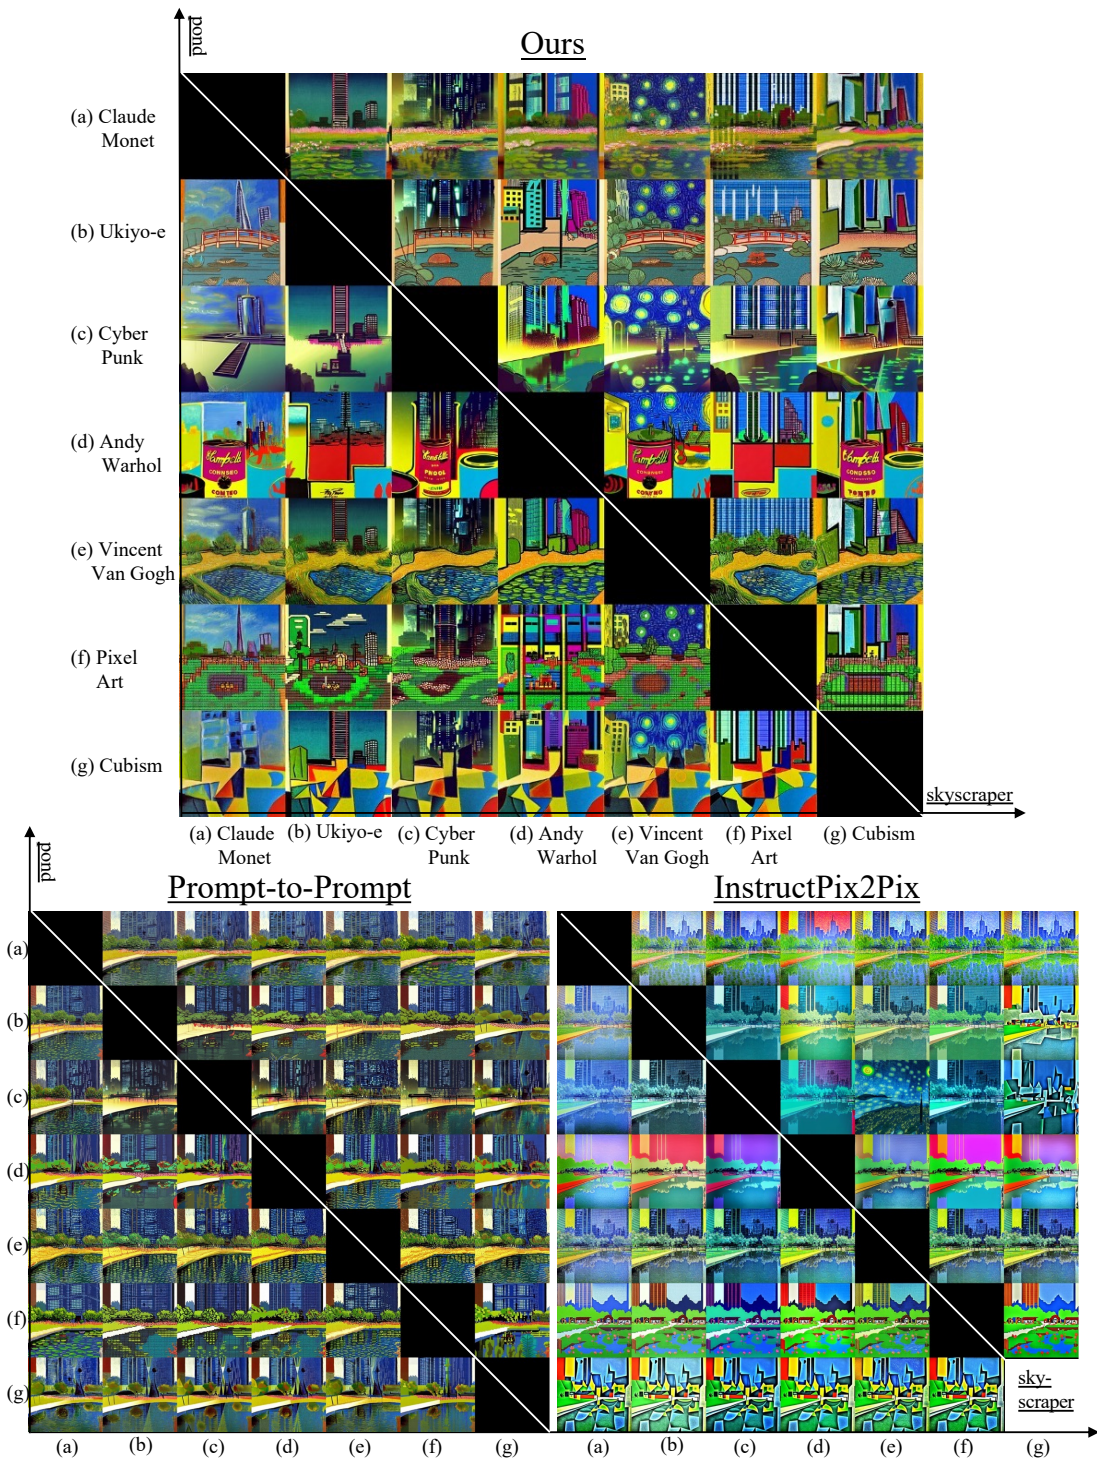 pond
Ours
(a) Claude
Monet
(b) Ukiyo-e
(c) Cyber
Punk
(d) Andy
Warhol
(e) Vincent
Van Gogh
(f) Pixel
Art
(g) Cubism
skyscraper
(a) Claude
Monet
(b) Ukiyo-e
(c) Cyber
Punk
(d) Andy
Warhol
(e) Vincent
Van Gogh
(f) Pixel
Art
(g) Cubism
pond
Prompt-to-Prompt
InstructPix2Pix
(a)
(b)
(c)
(d)
(e)
(f)
(g)
sky-
scraper
(a)
(b)
(c)
(d)
(e)
(f)
(g)
(a)
(b)
(c)
(d)
(e)
(f)
(g)